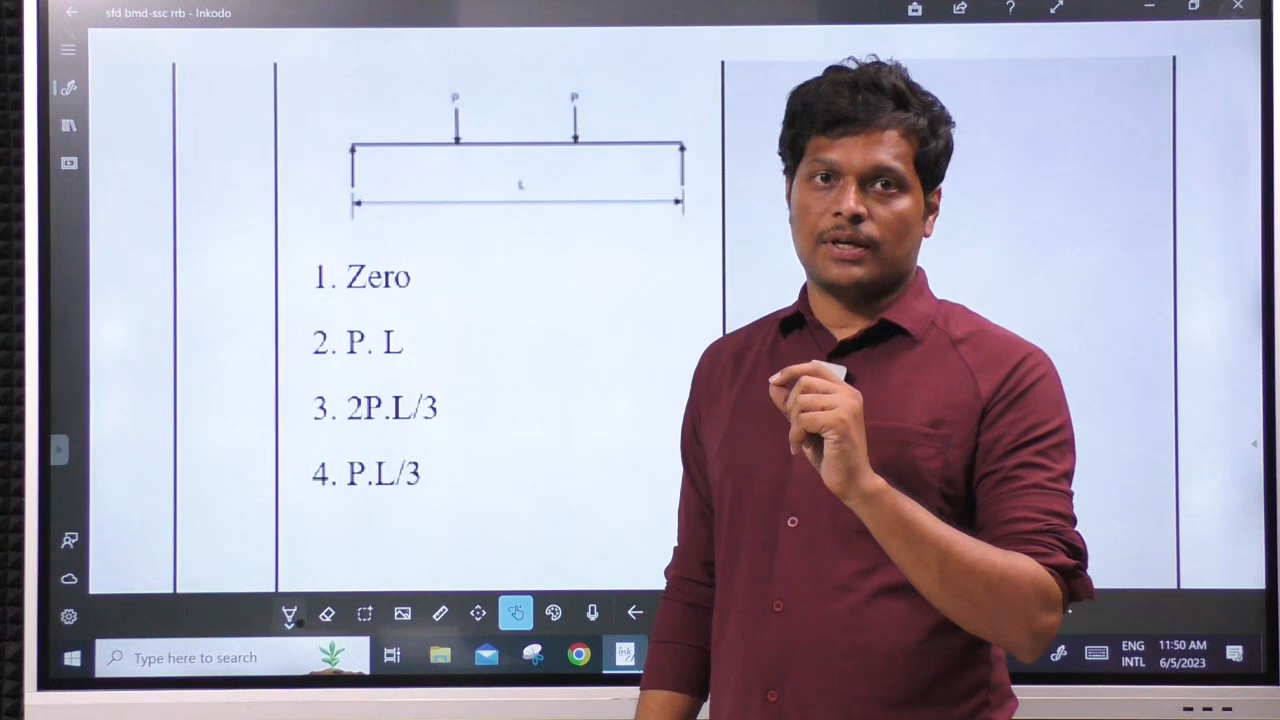 sfd bmd-ssc rrb - Inkodo
P P
L
1. Zero
2. P. L
3. 2P.L/3
4. P.L/3
Type here to search
ink
ENG 11:50 AM
INTL 6/5/2023